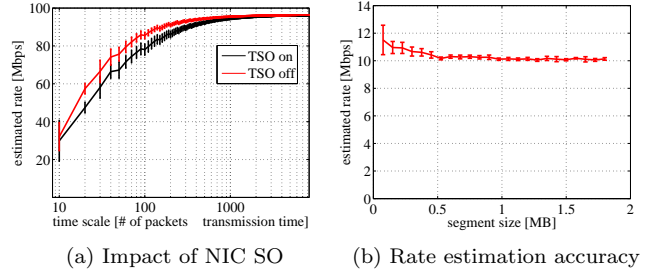 100
80
60
40
20
estimated rate [Mbps]
TSO on
TSO off
10
100
1000
time scale [# of packets transmission time]
(a) Impact of NIC SO
14
12
10
8
6
4
2
0
estimated rate [Mbps]
0
0.5
1
1.5
2
segment size [MB]
(b) Rate estimation accuracy